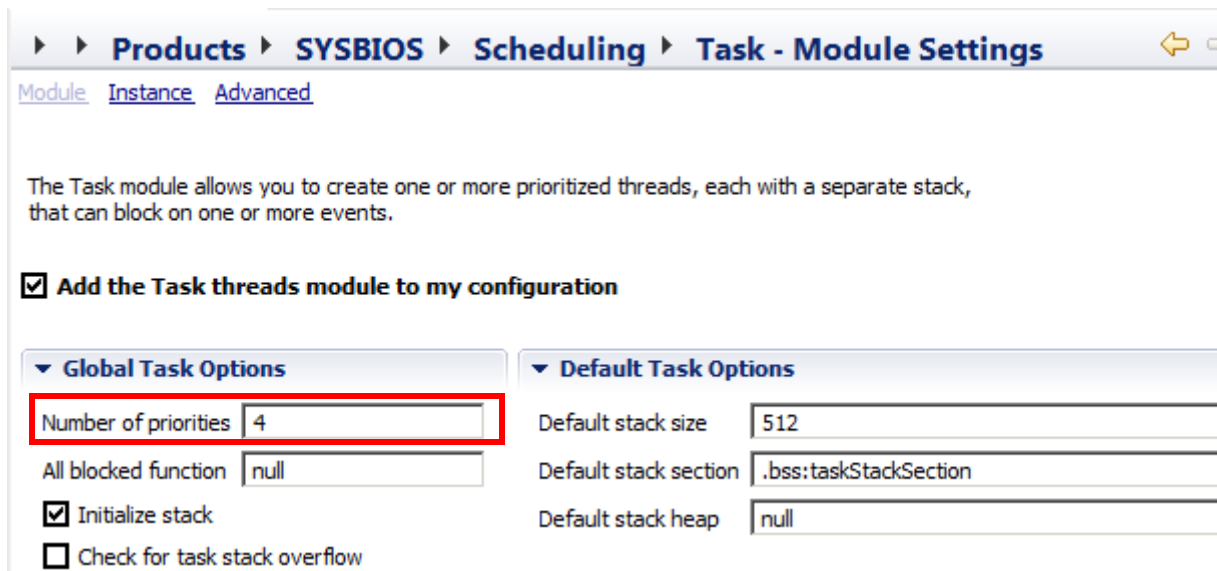 Products SYSBIOS Scheduling Task - Module Settings
Module Instance Advanced
The Task module allows you to create one or more prioritized threads, each with a separate stack,
that can block on one or more events.
Add the Task threads module to my configuration
Global Task Options
Number of priorities 4
All blocked function null
Initialize stack
Check for task stack overflow
Default Task Options
Default stack size 512
Default stack section .bss:taskStackSection
Default stack heap null